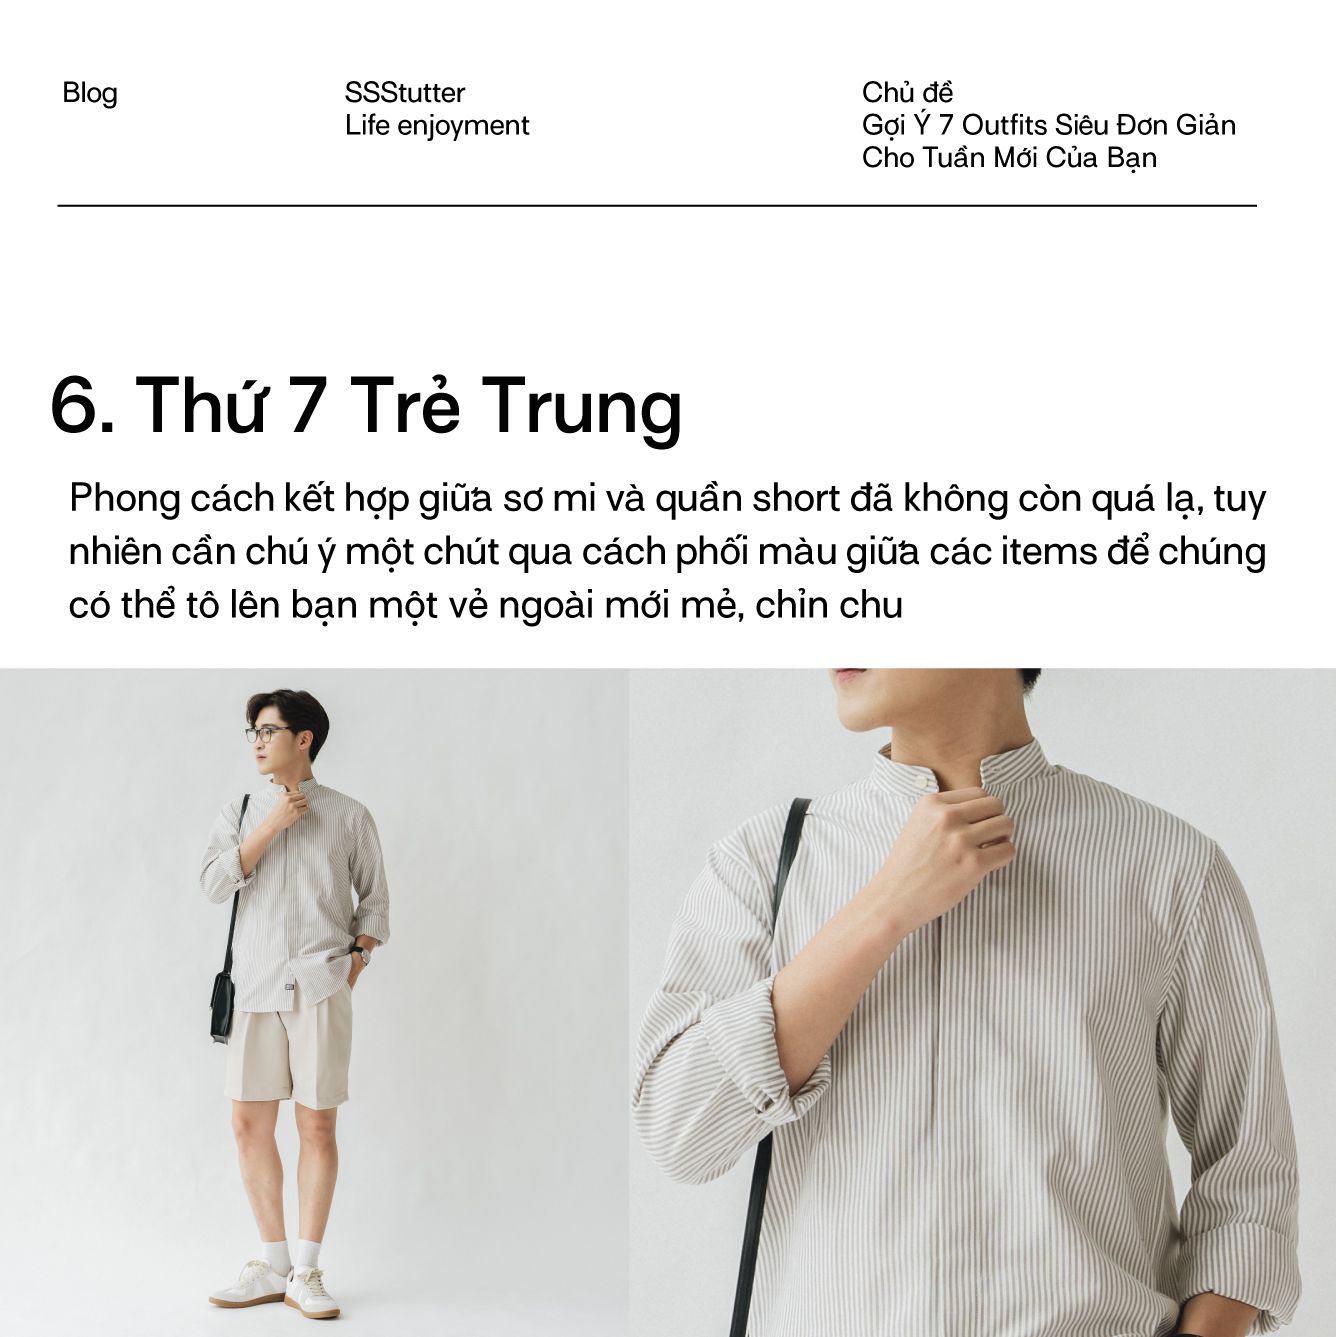 Blog
SSStutter
Life enjoyment
Chủ đề
Gợi Ý 7 Outfits Siêu Đơn Giản
Cho Tuần Mới Của Bạn
6. Thứ 7 Trẻ Trung
Phong cách kết hợp giữa sơ mi và quần short đã không còn quá lạ, tuy
nhiên cần chú ý một chút qua cách phối màu giữa các items để chúng
có thể tô lên bạn một vẻ ngoài mới mẻ, chỉn chu